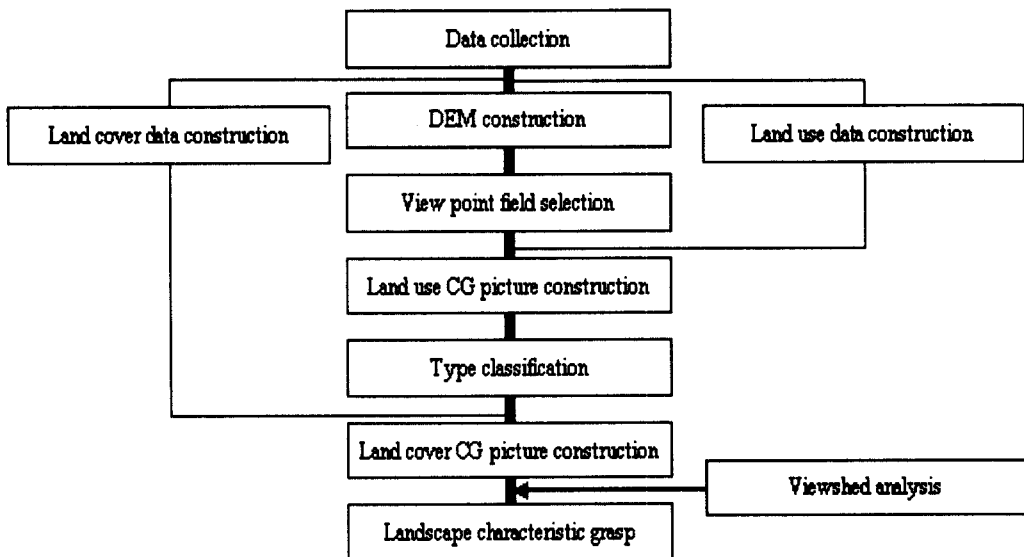 Data collection
Land cover data construction
DEM construction
Land use data construction
View point field selection
Land use CG picture construction
Type classification
Land cover CG picture construction
Viewshed analysis
Landscape characteristic grasp